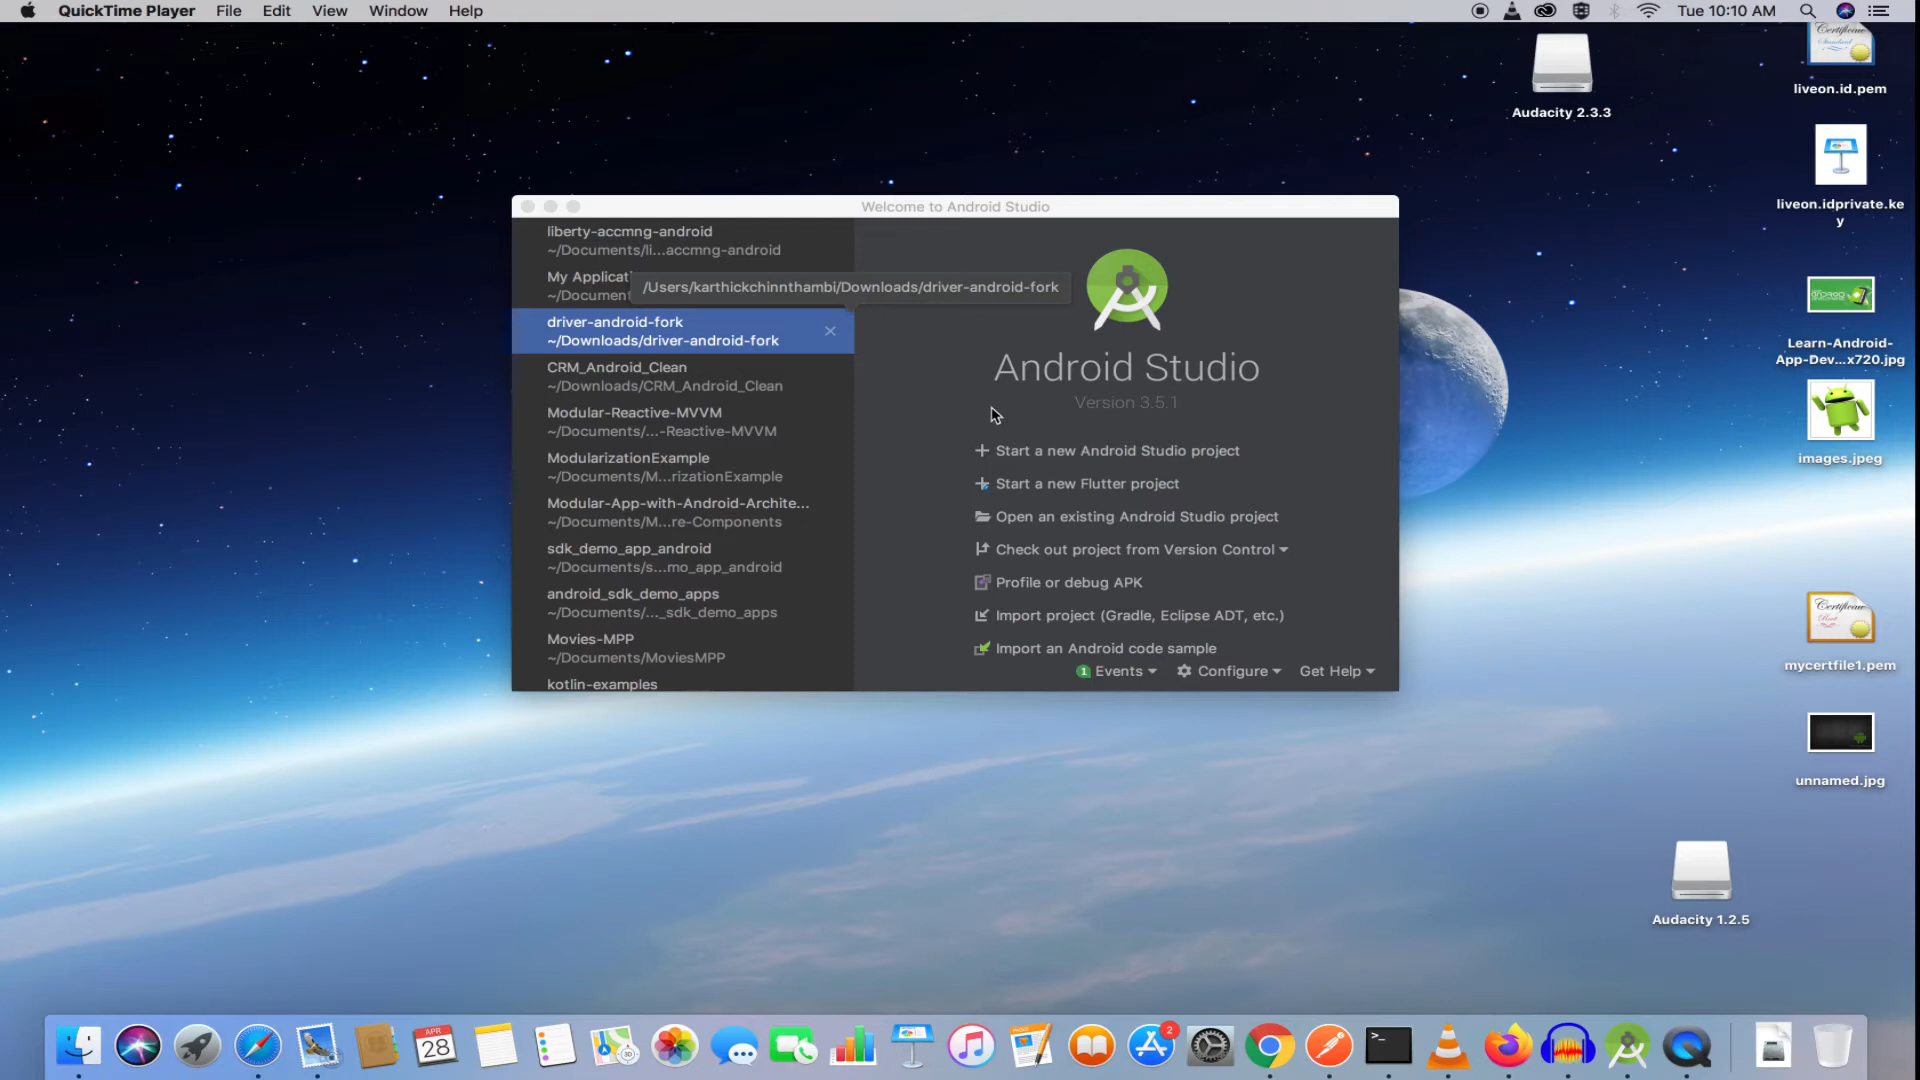 QuickTime Player File Edit View Window Help
Tue 10:10 AM
Audacity 2.3.3
liveon.id.pem
liveon.idprivate.ke
y
Learn-Android-
App-Dev...x720.jpg
images.jpeg
mycertfile1.pem
unnamed.jpg
Audacity 1.2.5
Welcome to Android Studio
liberty-accmng-android
~/Documents/li...accmng-android
My Applicati
~/Document
/Users/karthickchinnthambi/Downloads/driver-android-fork
driver-android-fork
~/Downloads/driver-android-fork
CRM_Android_Clean
~/Downloads/CRM_Android_Clean
Modular-Reactive-MVVM
~/Documents/...-Reactive-MVVM
ModularizationExample
~/Documents/M...rizationExample
Modular-App-with-Android-Archite...
~/Documents/M...re-Components
sdk_demo_app_android
~/Documents/s...mo_app_android
android_sdk_demo_apps
~/Documents/..._sdk_demo_apps
Movies-MPP
~/Documents/MoviesMPP
kotlin-examples
Android Studio
Version 3.5.1
Start a new Android Studio project
Start a new Flutter project
Open an existing Android Studio project
Check out project from Version Control
Profile or debug APK
Import project (Gradle, Eclipse ADT, etc.)
Import an Android code sample
1 Events Configure Get Help
APR
28
2